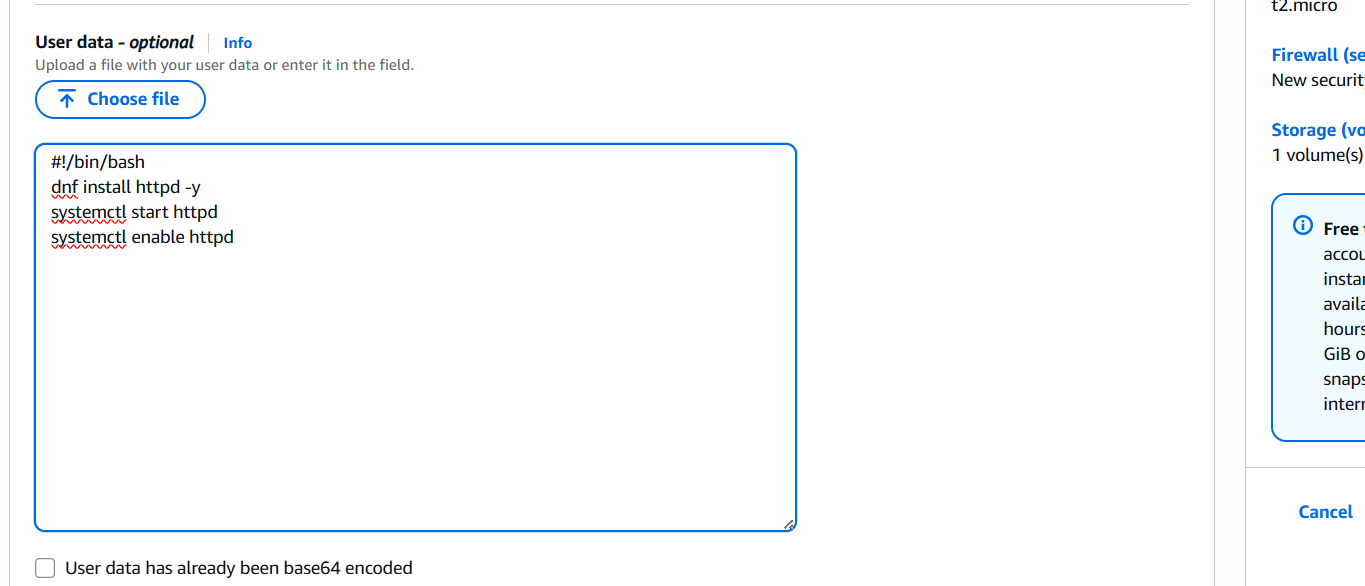 t2.micro
User data - optional Info
Upload a file with your user data or enter it in the field.
Choose file
#!/bin/bash
dnf install httpd -y
systemctl start httpd
systemctl enable httpd
User data has already been base64 encoded
Firewall (se
New securit
Storage (vo
1 volume(s)
Free
accou
instan
availa
hours
GiB o
snaps
intern
Cancel